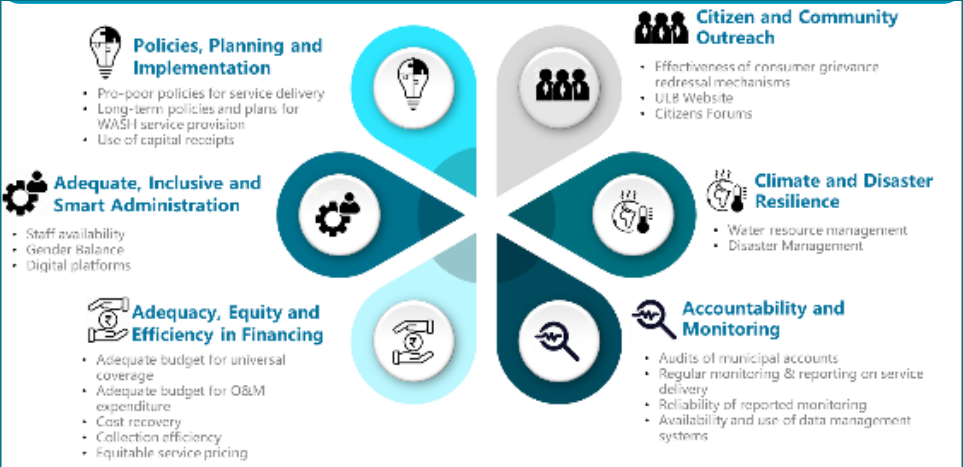 Policies, Planning and
Implementation
• Pro-poor policies for service delivery
• Long-term policies and plans for
WASH service provision
• Use of capital receipts
Citizen and Community
Outreach
• Effectiveness of consumer grievance
redressal mechanisms
• ULB Website
• Citizens Forums
Adequate, Inclusive and
Smart Administration
• Staff availability
• Gender Balance
• Digital platforms
Climate and Disaster
Resilience
• Water resource management
• Disaster Management
Adequacy, Equity and
Efficiency in Financing
• Adequate budget for universal
coverage
• Adequate budget for O&M
expenditure
• Cost recovery
• Collection efficiency
• Equitable service pricing
Accountability and
Monitoring
• Audits of municipal accounts
• Regular monitoring & reporting on service
delivery
• Reliability of reported monitoring
• Availability and use of data management
systems